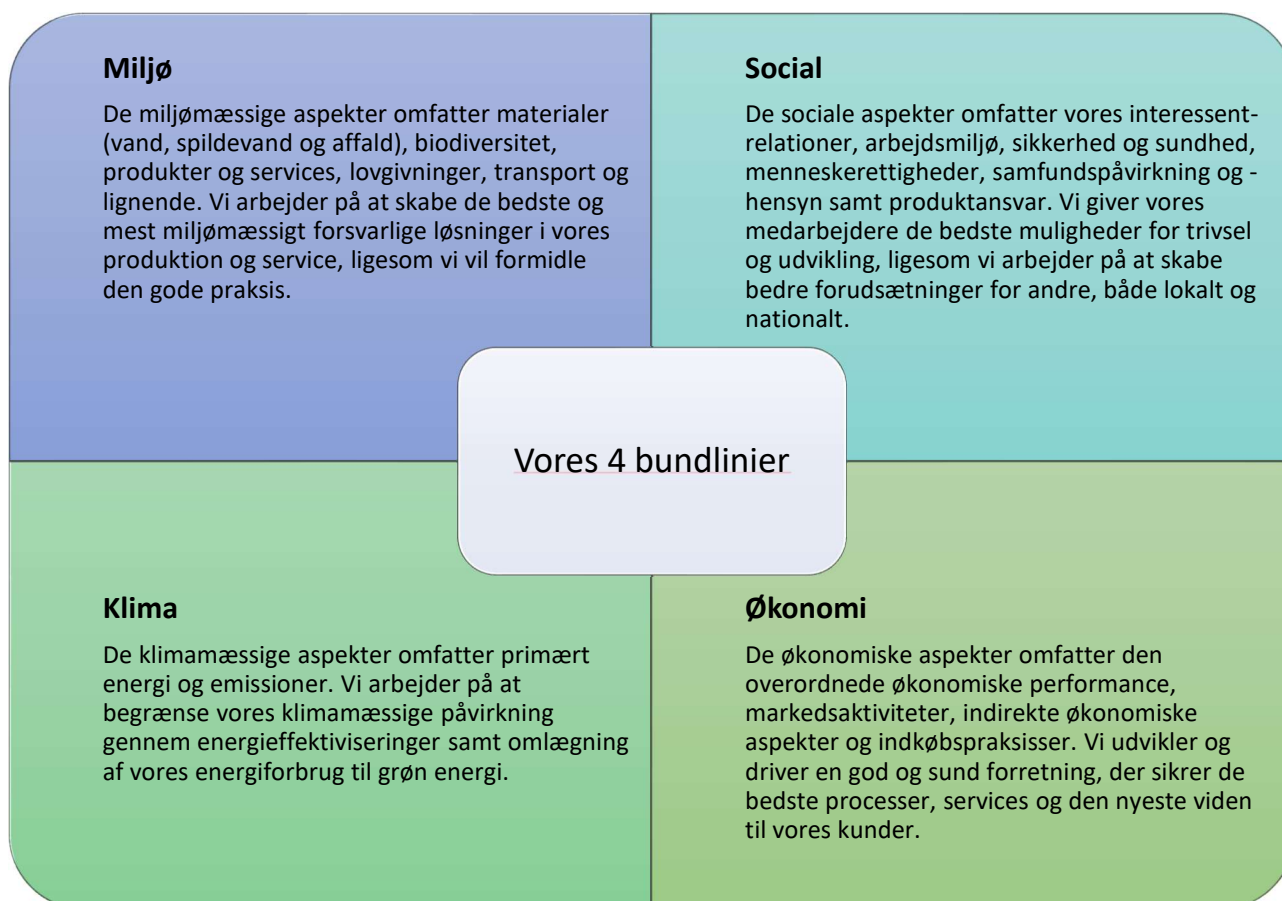 Miljø
De miljømæssige aspekter omfatter materialer
(vand, spildevand og affald), biodiversitet,
produkter og services, lovgivninger, transport og
lignende. Vi arbejder på at skabe de bedste og
mest miljømæssigt forsvarlige løsninger i vores
produktion og service, ligesom vi vil formidle
den gode praksis.
Social
De sociale aspekter omfatter vores interessent-
relationer, arbejdsmiljø, sikkerhed og sundhed,
menneskerettigheder, samfundspåvirkning og -
hensyn samt produktansvar. Vi giver vores
medarbejdere de bedste muligheder for trivsel
og udvikling, ligesom vi arbejder på at skabe
bedre forudsætninger for andre, både lokalt og
nationalt.
Vores 4 bundlinier
Klima
De klimamæssige aspekter omfatter primært
energi og emissioner. Vi arbejder på at
begrænse vores klimamæssige påvirkning
gennem energieffektiviseringer samt omlægning
af vores energiforbrug til grøn energi.
Økonomi
De økonomiske aspekter omfatter den
overordnede økonomiske performance,
markedsaktiviteter, indirekte økonomiske
aspekter og indkøbspraksisser. Vi udvikler og
driver en god og sund forretning, der sikrer de
bedste processer, services og den nyeste viden
til vores kunder.